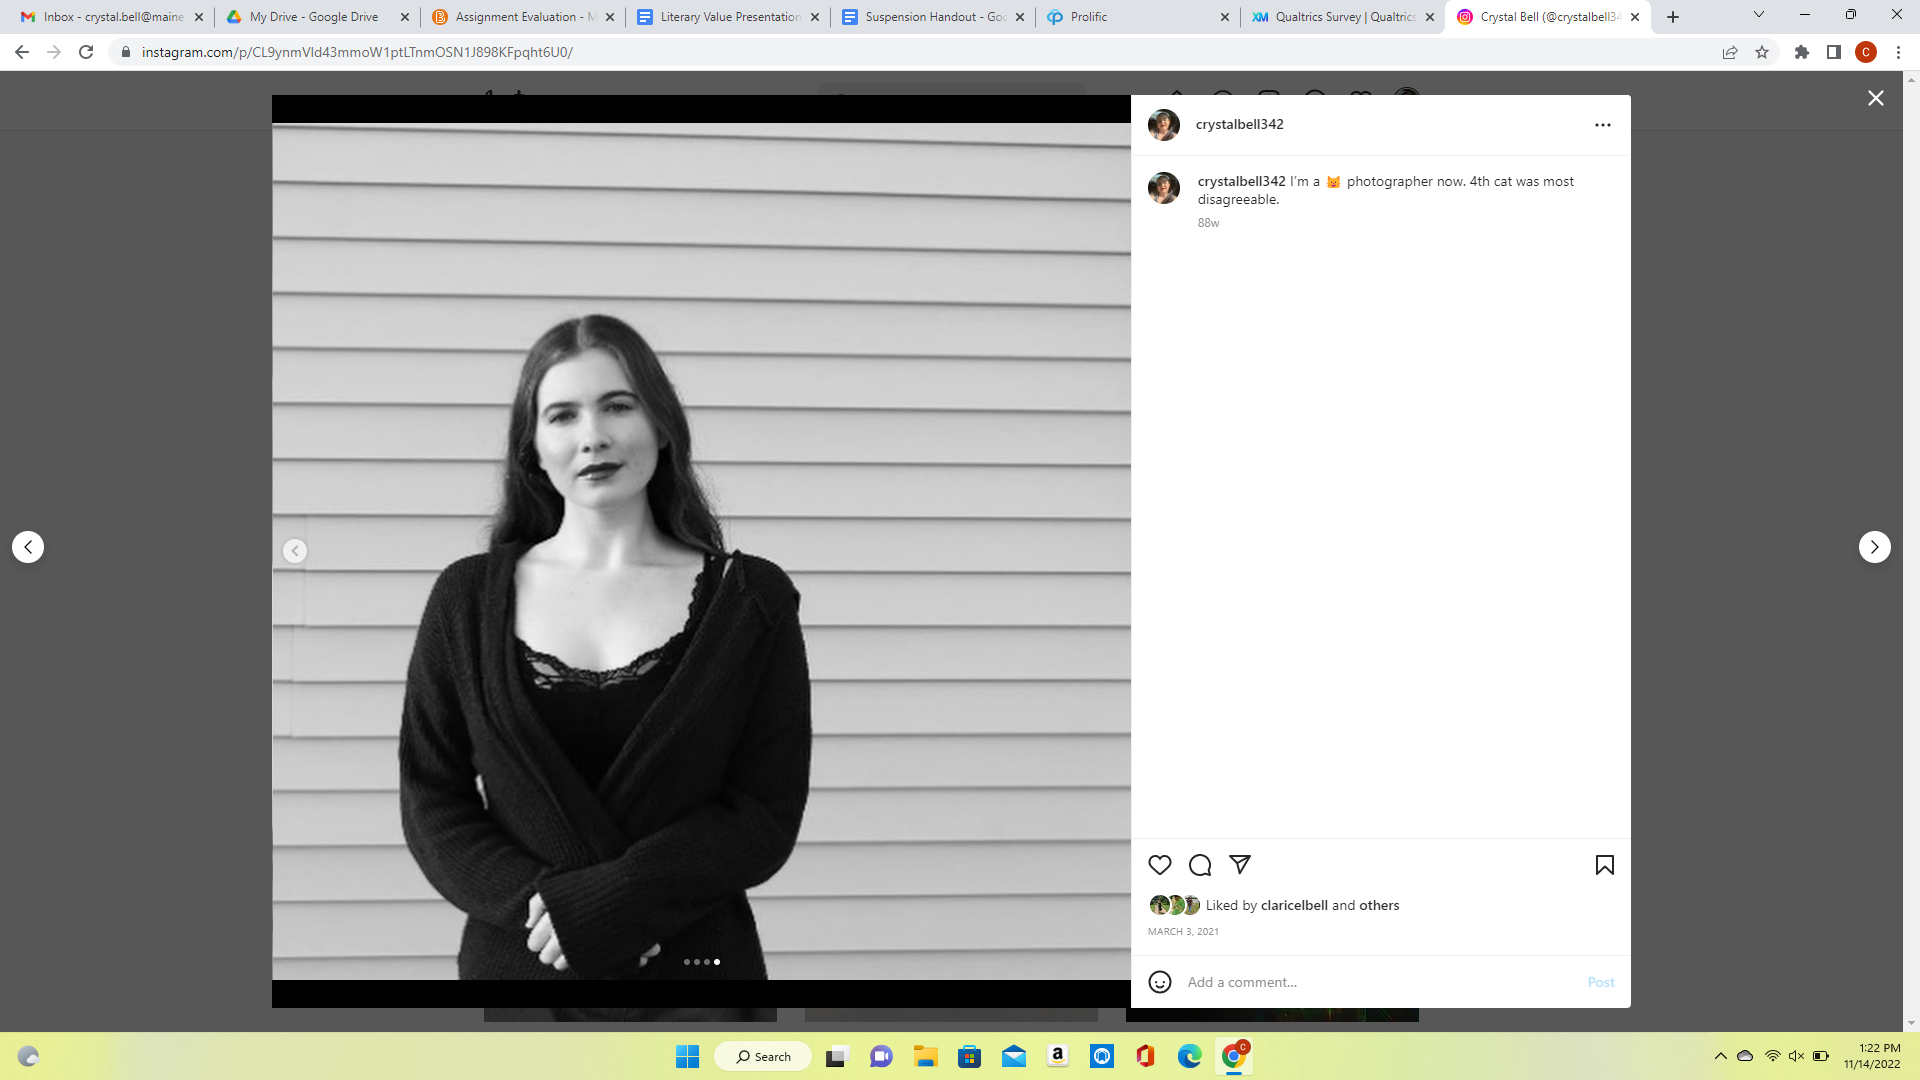 Inbox - crystal.bell@maine.
My Drive - Google Drive
Assignment Evaluation - M
Literary Value Presentation
Suspension Handout - Goo
Prolific
Qualtrics Survey | Qualtrics
Crystal Bell (@crystalbell34
instagram.com/p/CL9ynmVld43mmoW1ptLTnmOSN1J898KFpqht6U0/
C
crystalbell342
crystalbell342 I'm a 🐱 photographer now. 4th cat was most
disagreeable.
88w
Liked by claricelbell and others
MARCH 3, 2021
Add a comment...
Post
Search
1:22 PM
11/14/2022